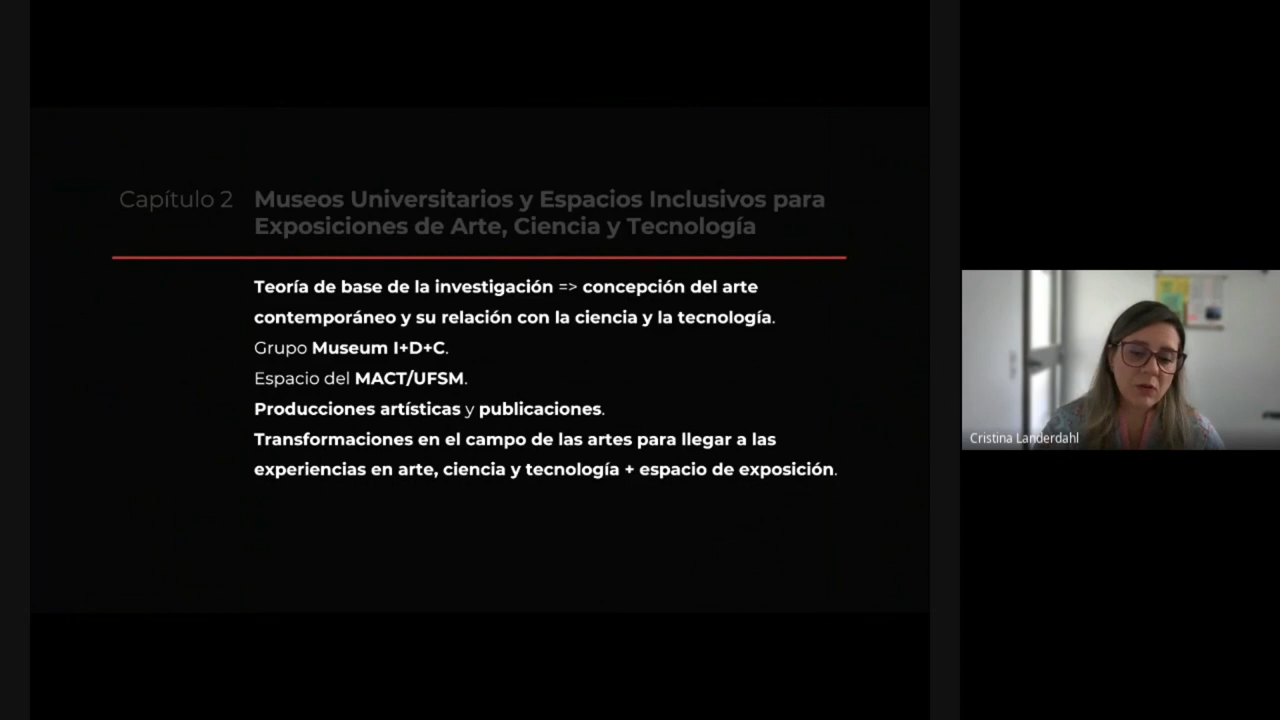 Capítulo 2
Museos Universitarios y Espacios Inclusivos para
Exposiciones de Arte, Ciencia y Tecnología
Teoría de base de la investigación => concepción del arte
contemporáneo y su relación con la ciencia y la tecnología.
Grupo Museum I+D+C.
Espacio del MACT/UFSM.
Producciones artísticas y publicaciones.
Transformaciones en el campo de las artes para llegar a las
experiencias en arte, ciencia y tecnología + espacio de exposición.
Cristina Landerdahl